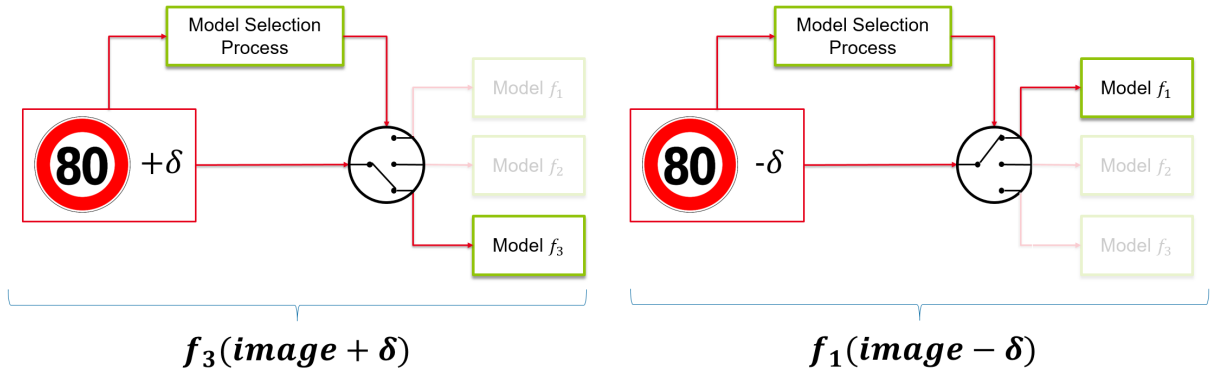 Model Selection
Process
Model f₁
80 +δ
Model f₂
Model f₃
f₃(image + δ)
Model Selection
Process
Model f₁
80 -δ
Model f₂
Model f₃
f₁(image − δ)